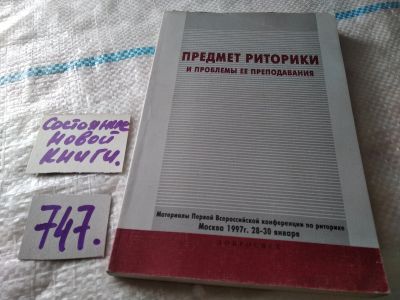 ПРЕДМЕТ РИТОРИКИ
И ПРОБЛЕМЫ ЕЕ ПРЕПОДАВАНИЯ
Материалы Первой Всероссийской конференции по риторике
Москва 1997г. 28-30 января
ДОБРОСВЕТ
Состояние
новой
книги.
747.